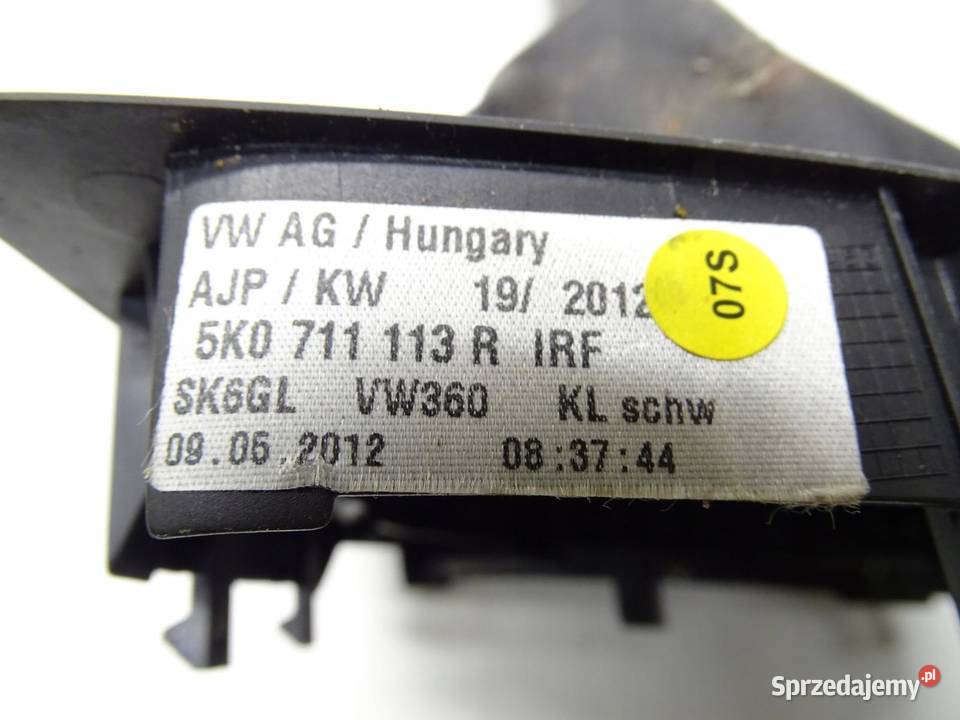 VW AG / Hungary
AJP / KW 19/ 2012
07S
5K0 711 113 R IRF
SK6GL VW360 KL schw
09.05.2012 08:37:44
Sprzedajemy.pl